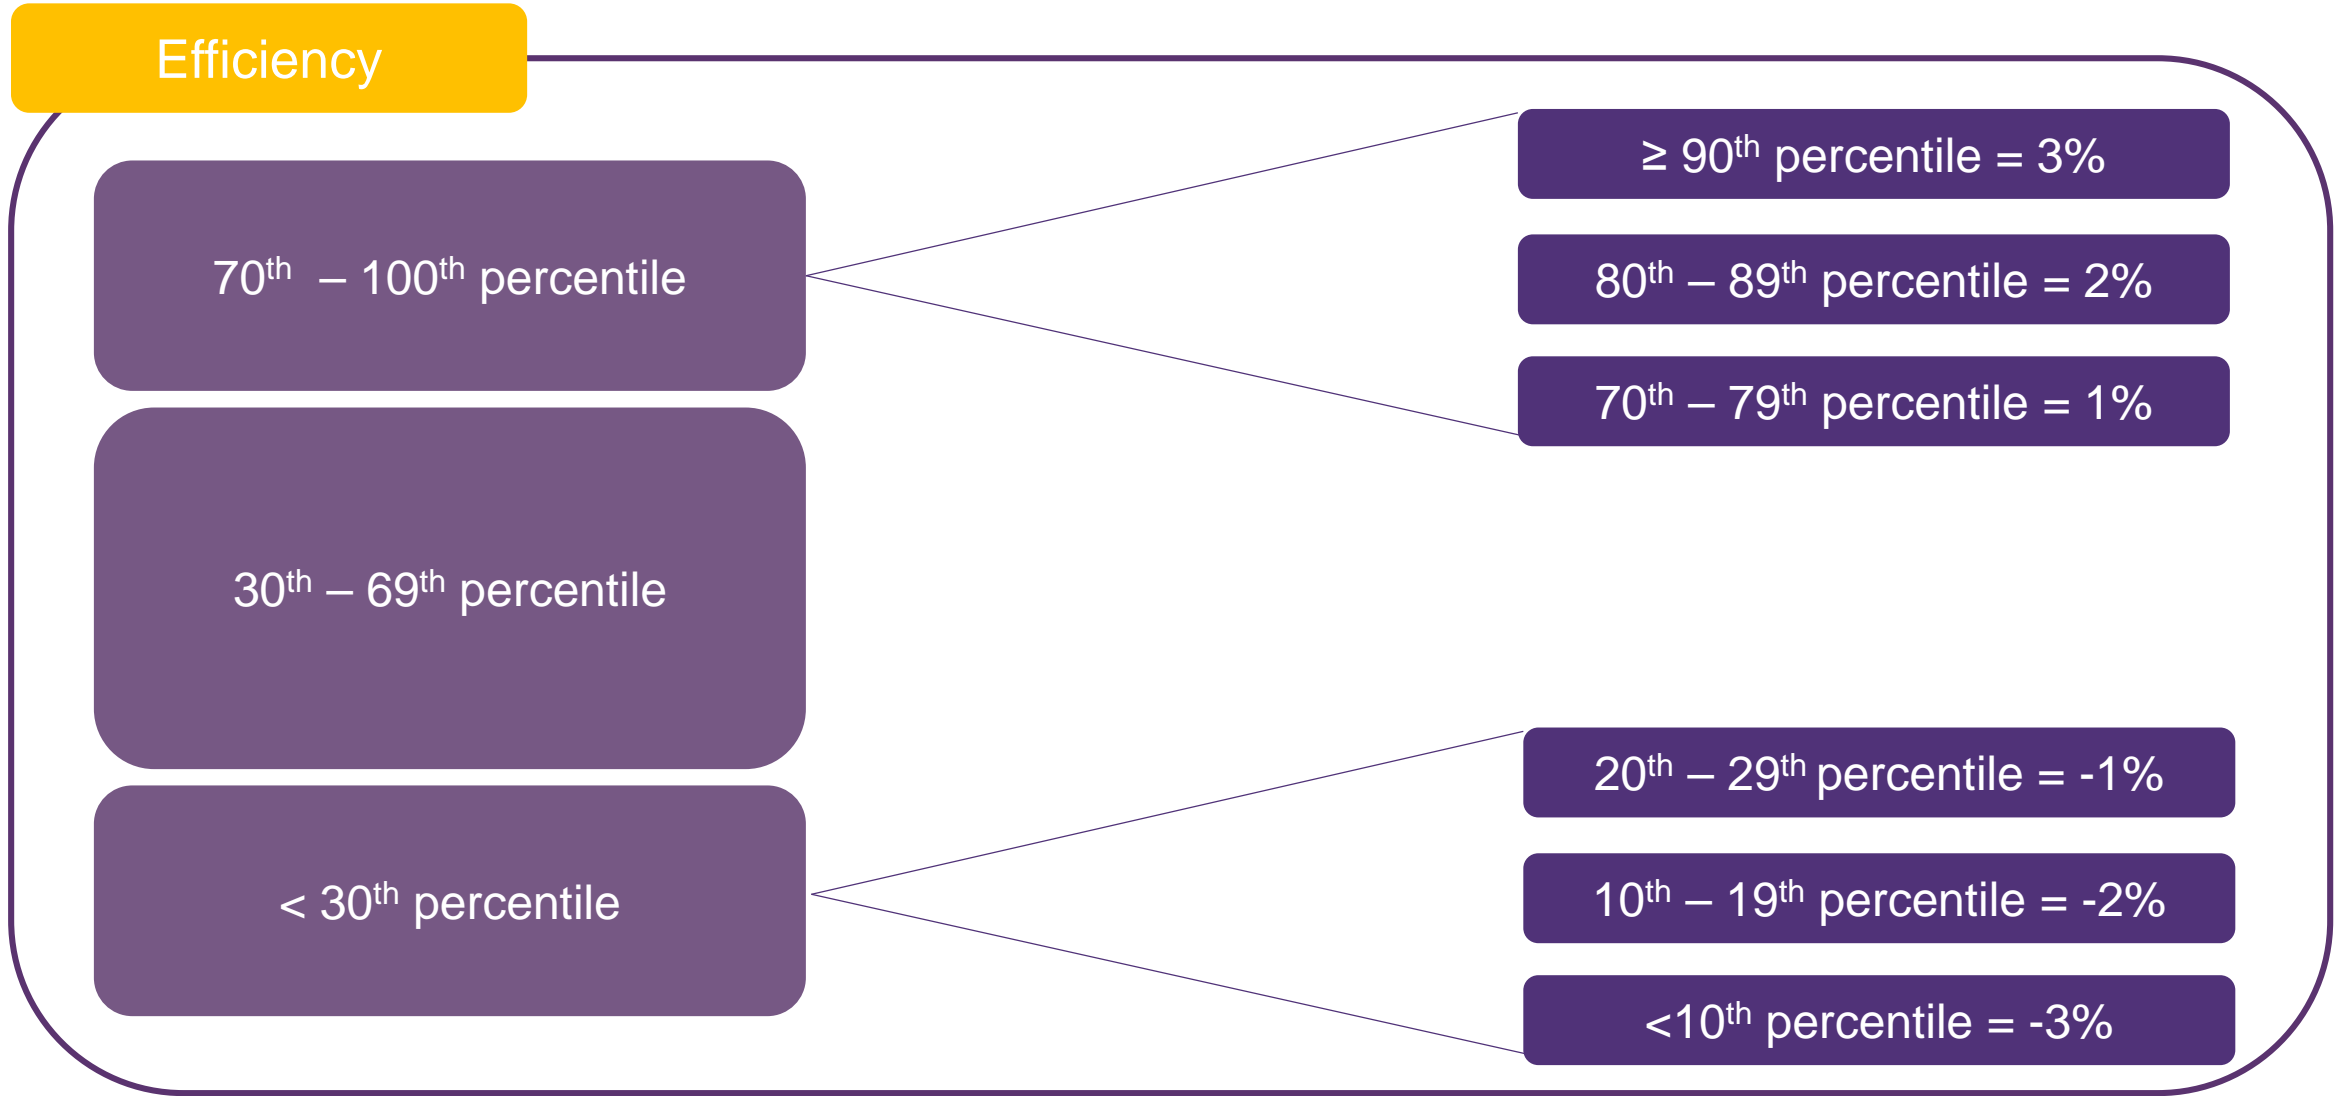 Efficiency
70th – 100th percentile
≥ 90th percentile = 3%
80th – 89th percentile = 2%
70th – 79th percentile = 1%
30th – 69th percentile
< 30th percentile
20th – 29th percentile = -1%
10th – 19th percentile = -2%
<10th percentile = -3%